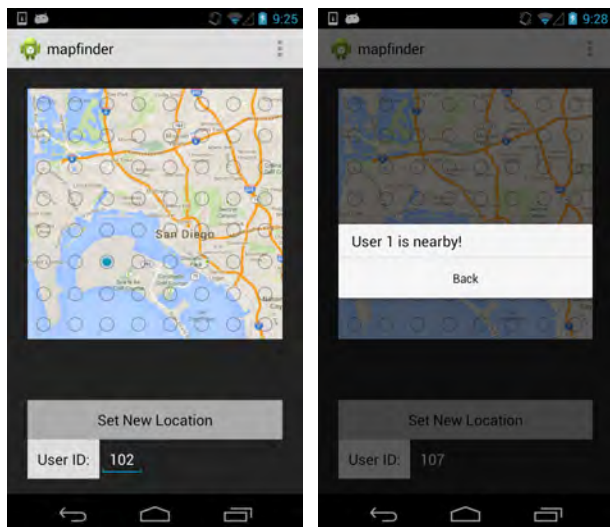 9:25
mapfinder
San Diego
Set New Location
User ID: 102
9:28
mapfinder
User 1 is nearby!
Back
Set New Location
User ID: 107